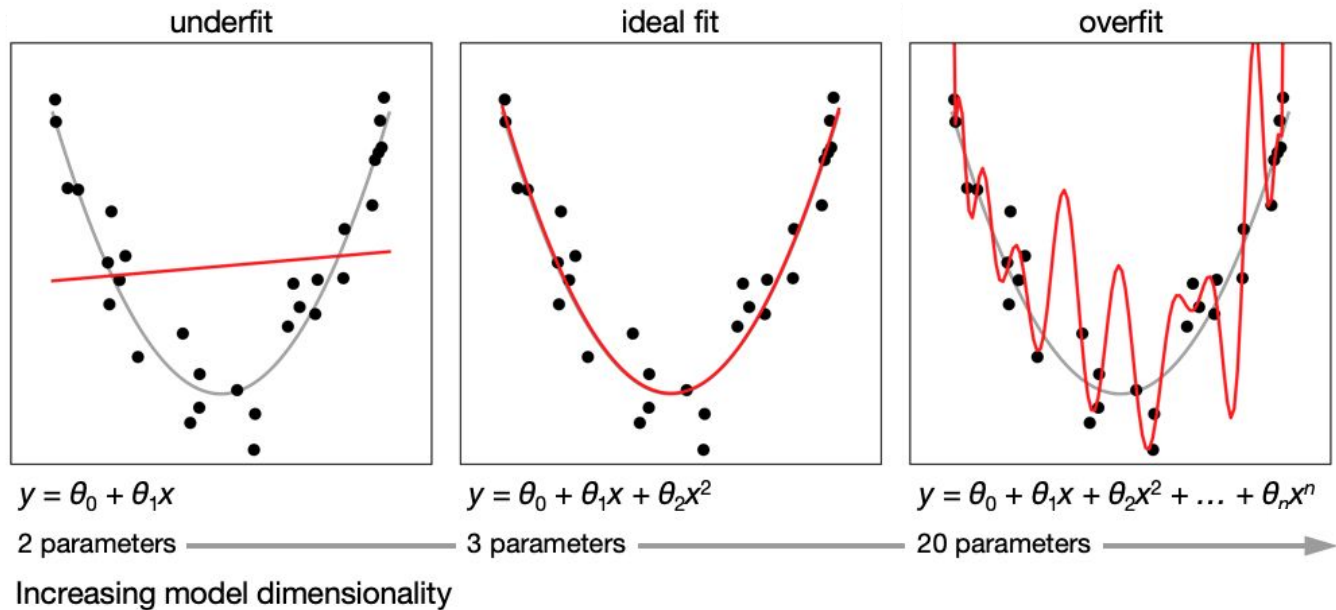 underfit ideal fit overfit
y = θ₀ + θ₁x y = θ₀ + θ₁x + θ₂x² y = θ₀ + θ₁x + θ₂x² + … + θₙxⁿ
2 parameters 3 parameters 20 parameters
Increasing model dimensionality